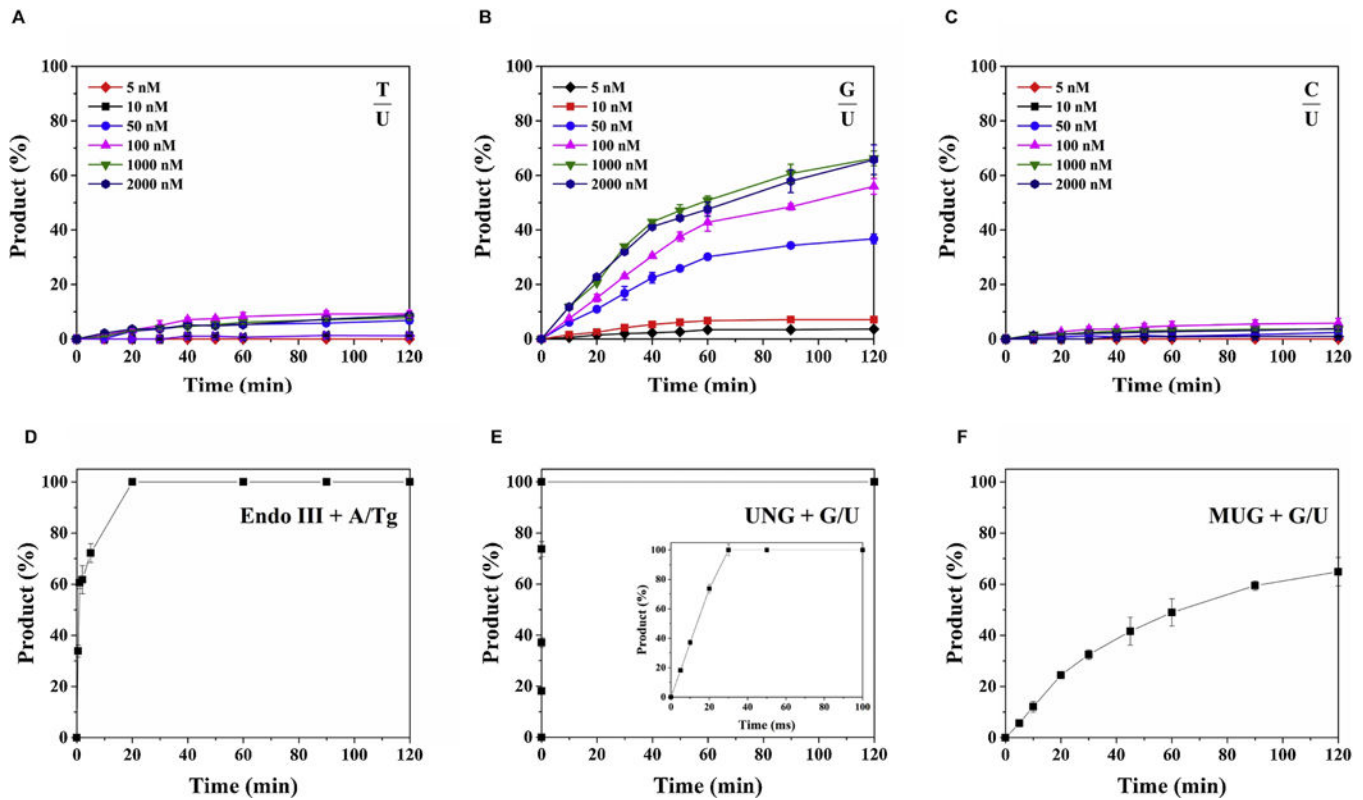 A
100
80
60
40
20
0
Product (%)
5 nM
10 nM
50 nM
100 nM
1000 nM
2000 nM
T
U
0 20 40 60 80 100 120
Time (min)
B
100
80
60
40
20
0
Product (%)
5 nM
10 nM
50 nM
100 nM
1000 nM
2000 nM
G
U
0 20 40 60 80 100 120
Time (min)
C
100
80
60
40
20
0
Product (%)
5 nM
10 nM
50 nM
100 nM
1000 nM
2000 nM
C
U
0 20 40 60 80 100 120
Time (min)
D
100
80
60
40
20
0
Product (%)
Endo III + A/Tg
0 20 40 60 80 100 120
Time (min)
E
100
80
60
40
20
0
Product (%)
UNG + G/U
100
80
60
40
20
0
Product (%)
0 20 40 60 80 100
Time (ms)
0 20 40 60 80 100 120
Time (min)
F
100
80
60
40
20
0
Product (%)
MUG + G/U
0 20 40 60 80 100 120
Time (min)